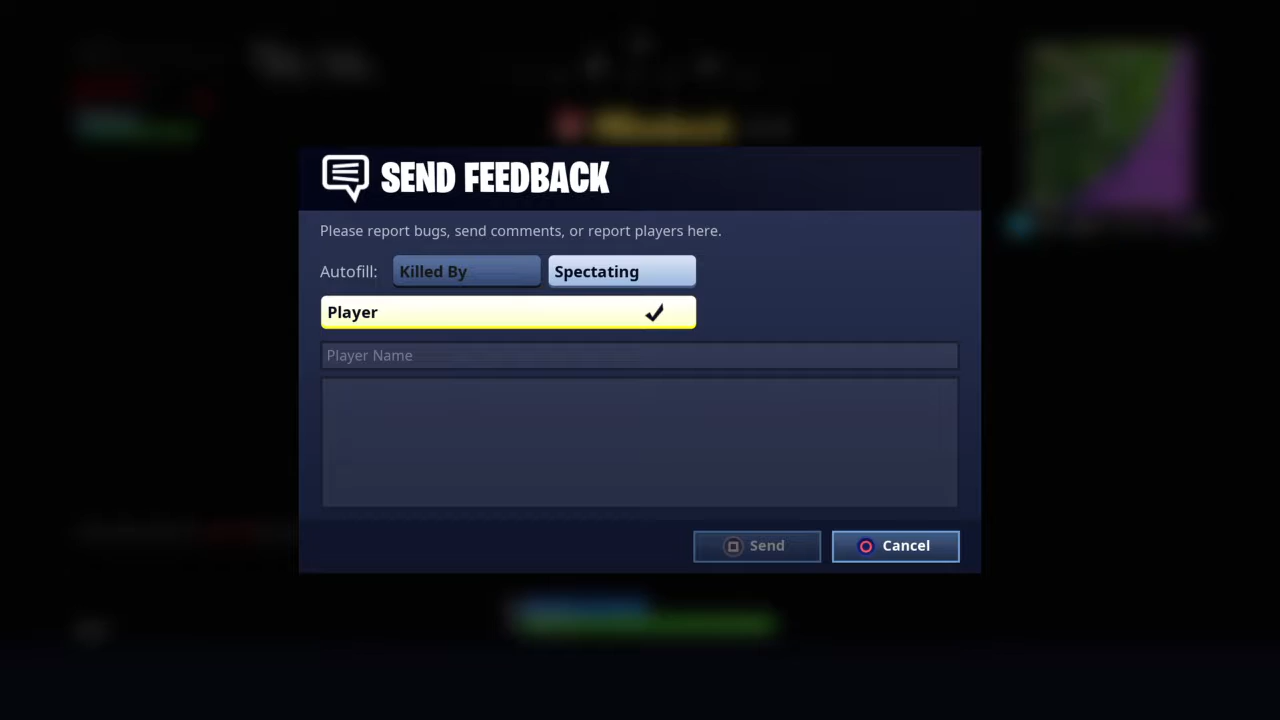 SEND FEEDBACK
Please report bugs, send comments, or report players here.
Autofill: Killed By Spectating
Player
Player Name
Send Cancel